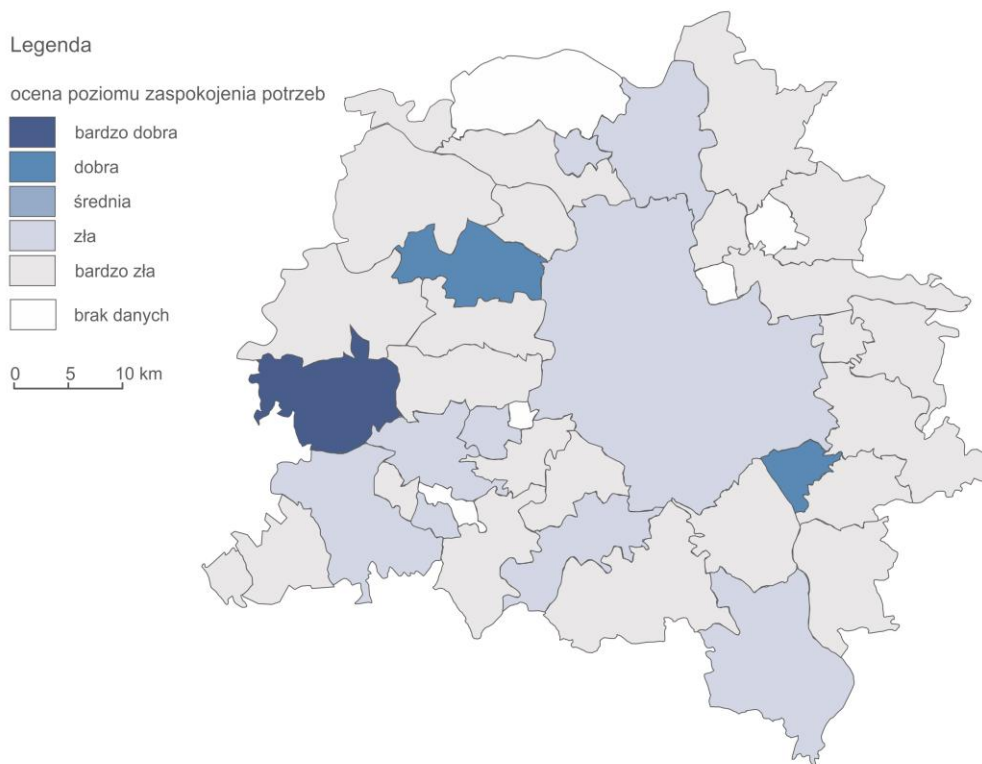 Legenda
ocena poziomu zaspokojenia potrzeb
bardzo dobra
dobra
średnia
zła
bardzo zła
brak danych
0 5 10 km